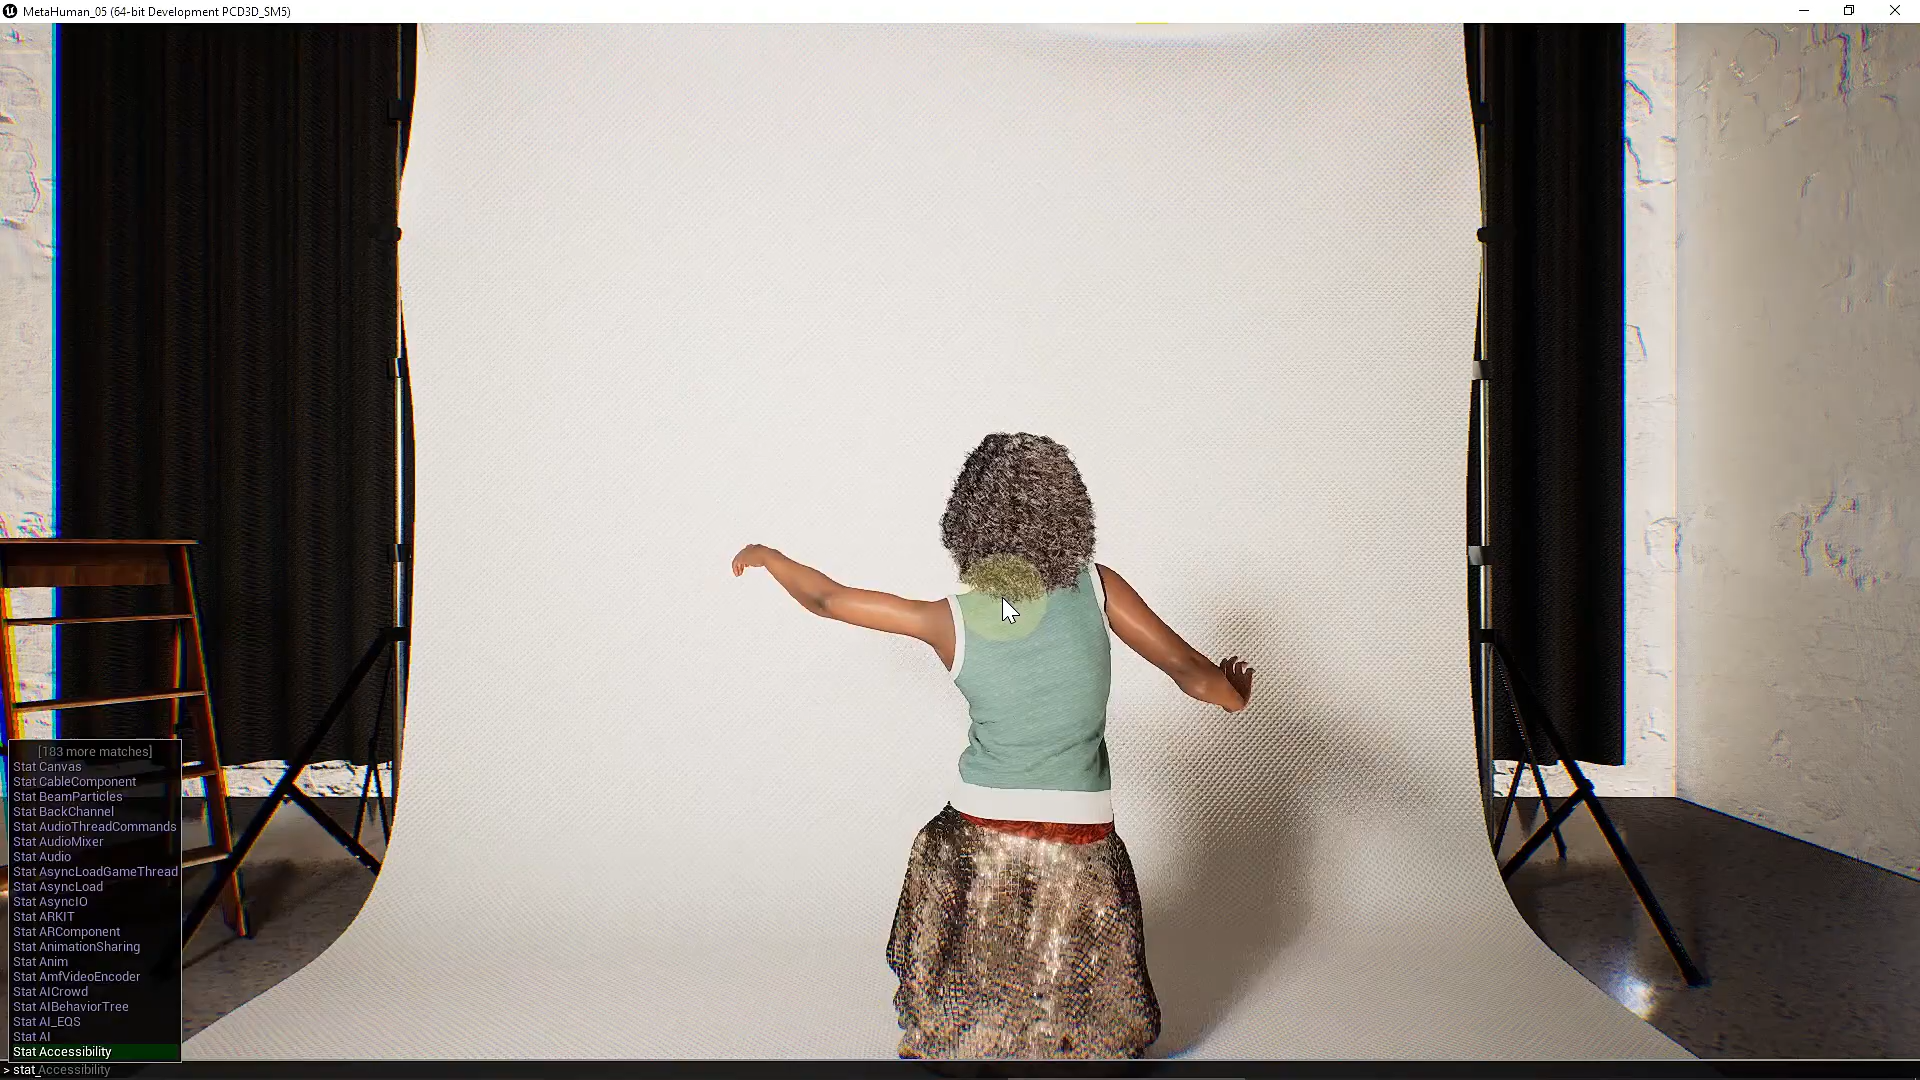 MetaHuman_05 (64-bit Development PCD3D_SM5)
[183 more matches]
Stat Canvas
Stat CableComponent
Stat BeamParticles
Stat BackChannel
Stat AudioThreadCommands
Stat AudioMixer
Stat Audio
Stat AsyncLoadGameThread
Stat AsyncLoad
Stat AsyncIO
Stat ARKIT
Stat ARComponent
Stat AnimationSharing
Stat Anim
Stat AmfVideoEncoder
Stat AICrowd
Stat AIBehaviorTree
Stat AI_EQS
Stat AI
Stat Accessibility
> stat_Accessibility